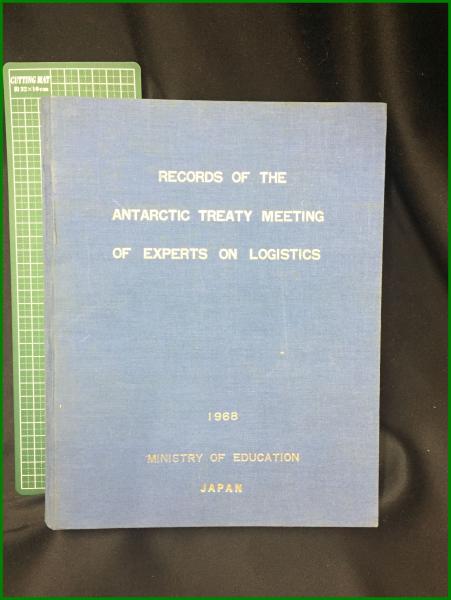 CUTTING MAT
RECORDS OF THE
ANTARCTIC TREATY MEETING
OF EXPERTS ON LOGISTICS
1968
MINISTRY OF EDUCATION
JAPAN